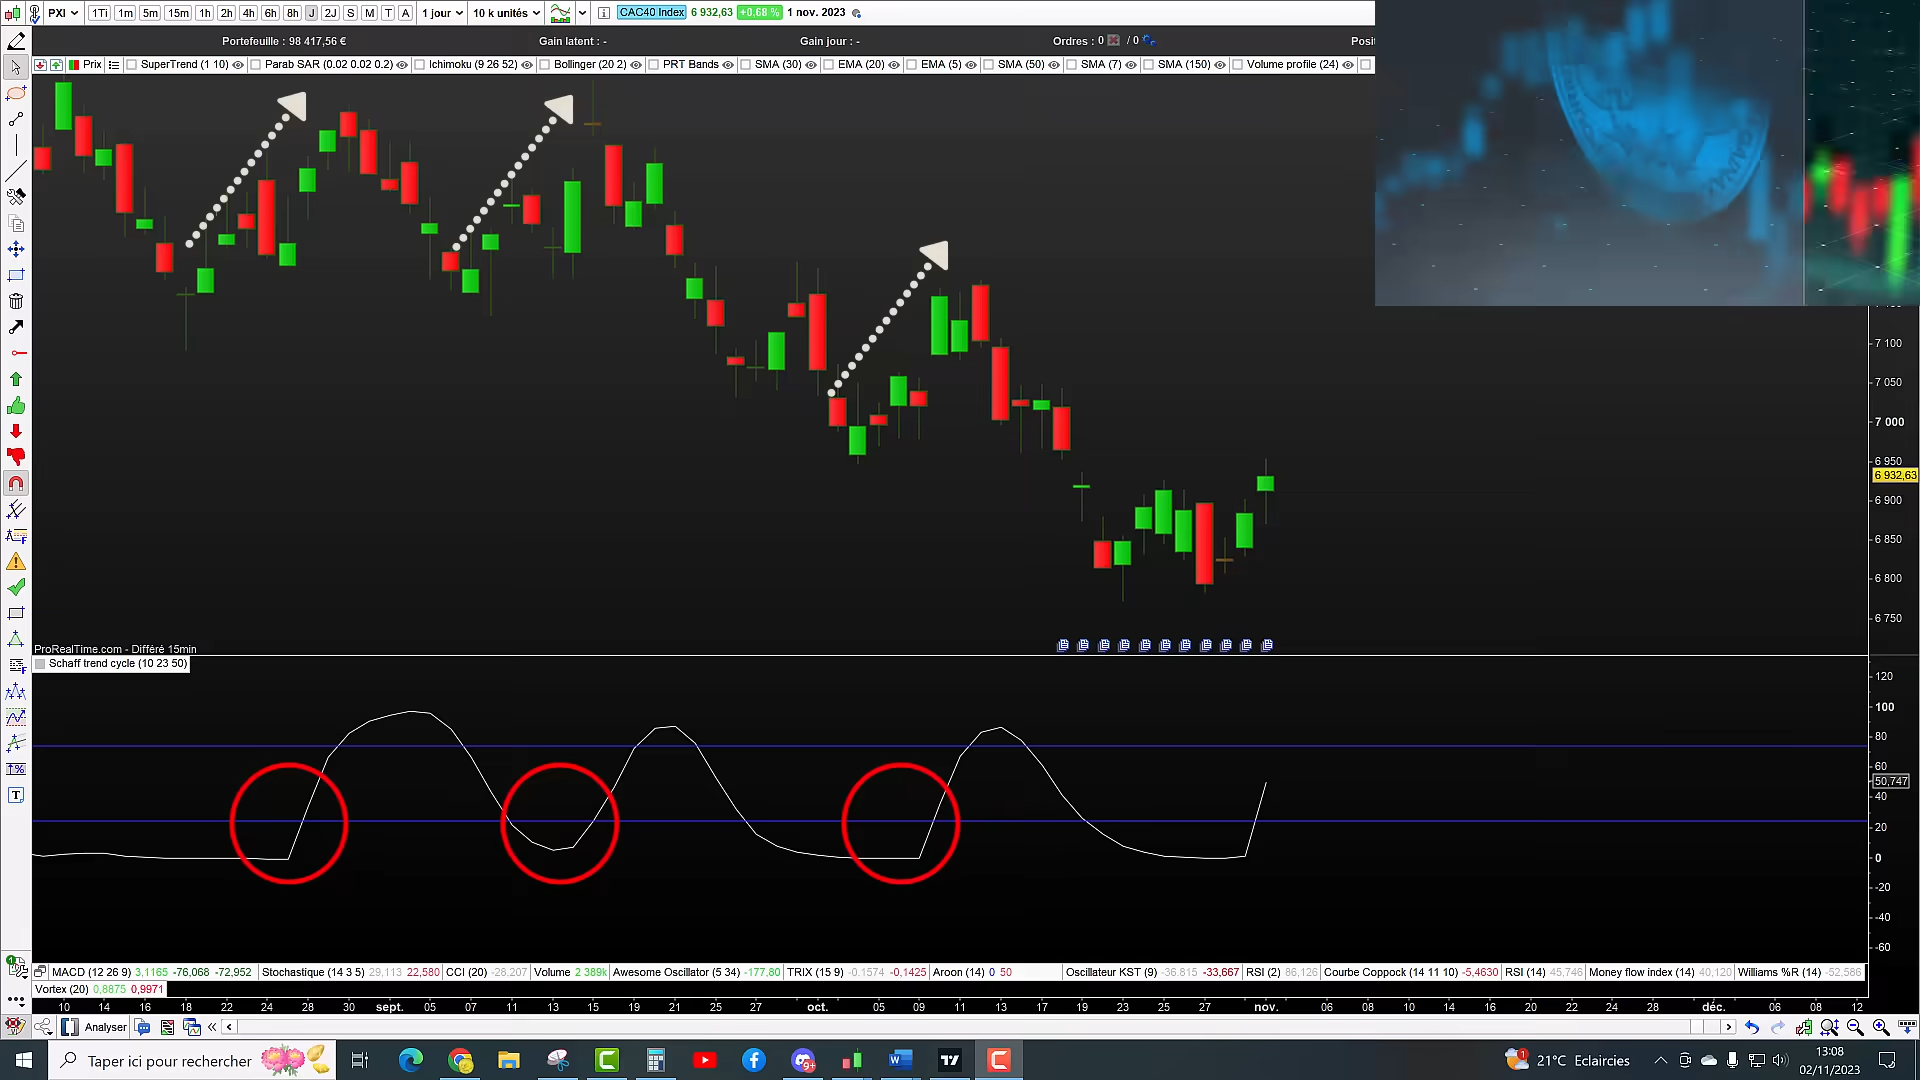 PXI 1Ti 1m 5m 15m 1h 2h 4h 6h 8h J 2J S M T A 1 jour 10 k unités i CAC40 Index 6 932,63 +0,68 % 1 nov. 2023
Portefeuille : 98 417,56 € Gain latent : - Gain jour : - Ordres : 0 / 0 Posit
Prix SuperTrend (1 10) Parab SAR (0.02 0.02 0.2) Ichimoku (9 26 52) Bollinger (20 2) PRT Bands SMA (30) EMA (20) EMA (5) SMA (50) SMA (7) SMA (150) Volume profile (24)
7 100
7 050
7 000
6 950
6 932,63
6 900
6 850
6 800
6 750
ProRealTime.com - Différé 15min
Schaff trend cycle (10 23 50)
120
100
80
60
50,747
40
20
0
-20
-40
-60
MACD (12 26 9) 3,1165 -76,068 -72,952 Stochastique (14 3 5) 29,113 22,580 CCI (20) -28,207 Volume 2 389k Awesome Oscillator (5 34) -177,80 TRIX (15 9) -0.1574 -0,1425 Aroon (14) 0 50 Oscillateur KST (9) -36.815 -33,667 RSI (2) 86,126 Courbe Coppock (14 11 10) -5,4630 RSI (14) 45,746 Money flow index (14) 40,120 Williams %R (14) -52,586
Vortex (20) 0,8875 0,9971
10 14 16 18 22 24 28 30 sept. 05 07 11 13 15 19 21 25 27 oct. 05 09 11 13 17 19 23 25 27 nov. 06 08 10 14 16 20 22 24 28 déc. 06 08 12
Analyser
Taper ici pour rechercher 9+ W 1 21°C Eclaircies 13:08
02/11/2023